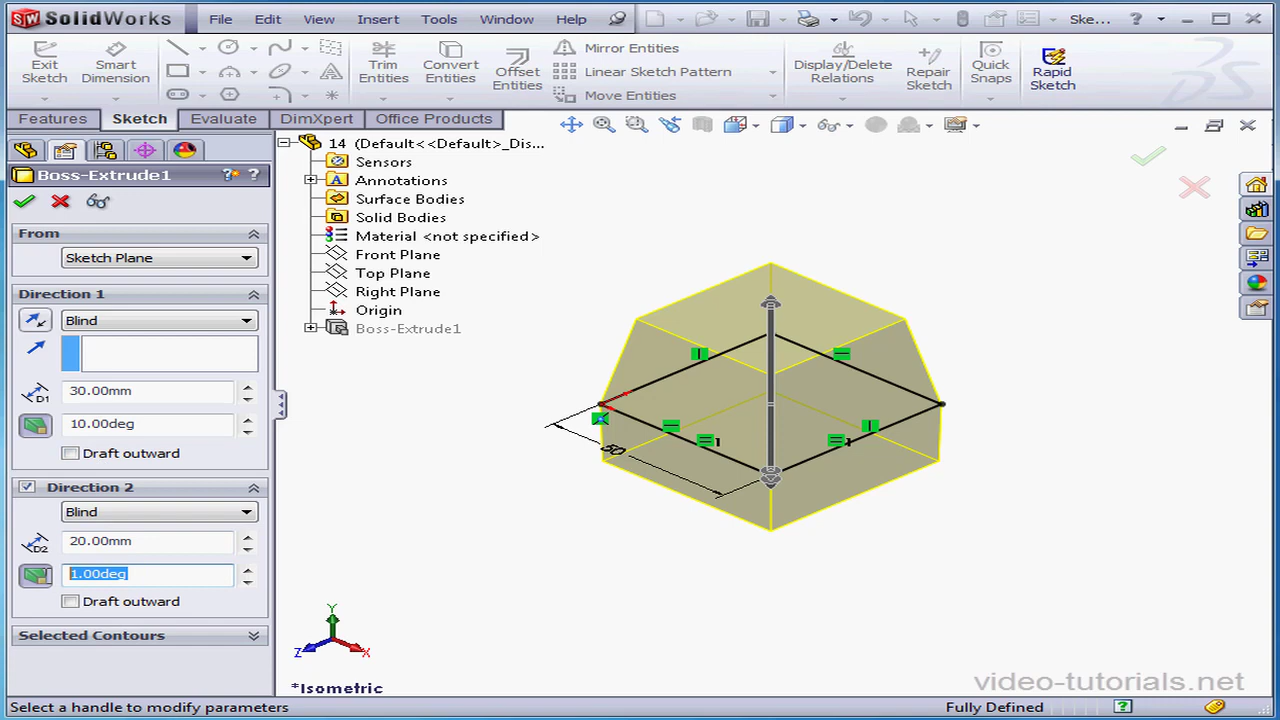 SolidWorks File Edit View Insert Tools Window Help Ske... ?
Exit Sketch
Smart Dimension
Trim Entities
Convert Entities
Offset Entities
Mirror Entities
Linear Sketch Pattern
Move Entities
Display/Delete Relations
Repair Sketch
Quick Snaps
Rapid Sketch
Features Sketch Evaluate DimXpert Office Products
14 (Default<<Default>_Dis...
Sensors
Annotations
Surface Bodies
Solid Bodies
Material <not specified>
Front Plane
Top Plane
Right Plane
Origin
Boss-Extrude1
Boss-Extrude1 ? ?
From
Sketch Plane
Direction 1
Blind
D1 30.00mm
10.00deg
Draft outward
Direction 2
Blind
D2 20.00mm
1.00deg
Draft outward
Selected Contours
1 1
50
Y
Z X
*Isometric
video-tutorials.net
Select a handle to modify parameters Fully Defined ?